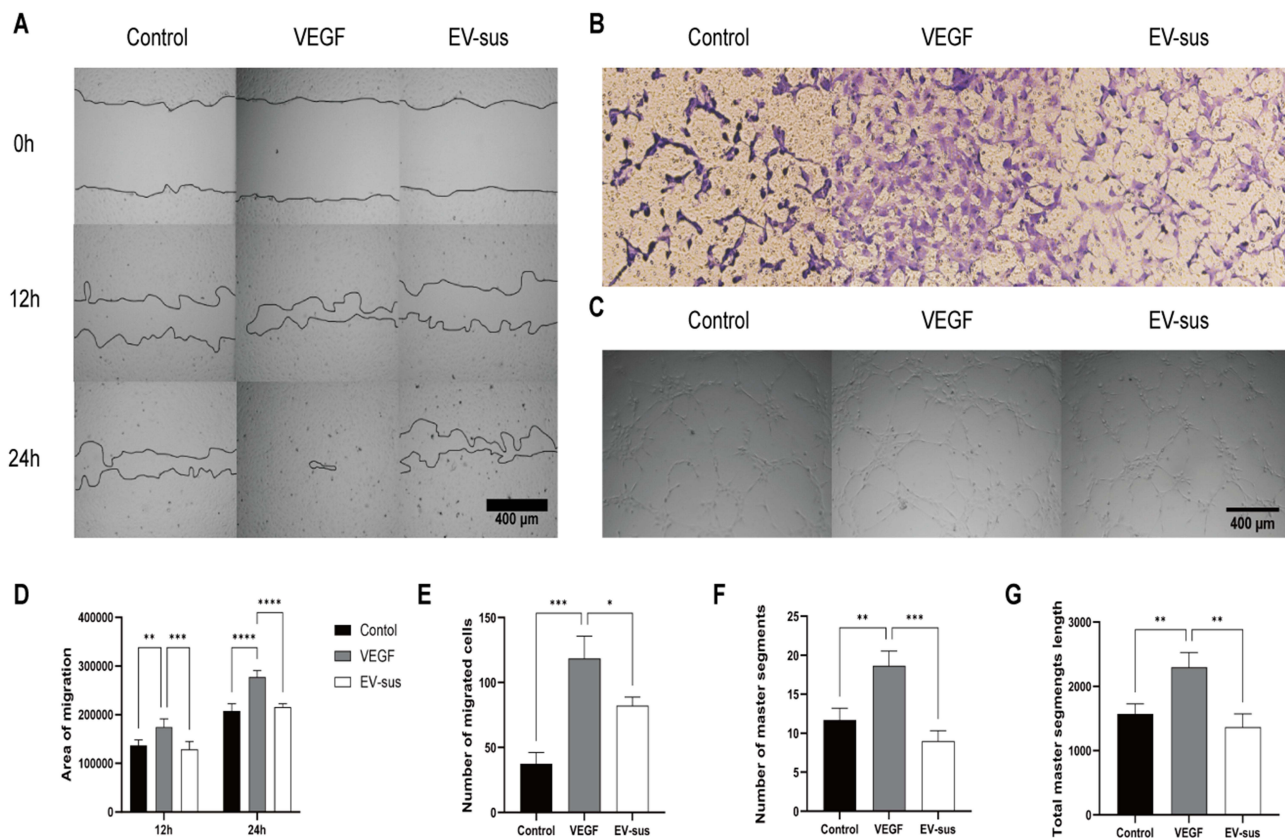 A
Control VEGF EV-sus
0h
12h
24h
400 μm
B
Control VEGF EV-sus
C
Control VEGF EV-sus
400 μm
D
Area of migration
400000
300000
200000
100000
0
** *** **** ****
12h 24h
Contol
VEGF
EV-sus
E
Number of migrated cells
150
100
50
0
*** *
Control VEGF EV-sus
F
Number of master segments
25
20
15
10
5
0
** ***
Control VEGF EV-sus
G
Total master segmengts length
3000
2000
1000
0
** **
Control VEGF EV-sus